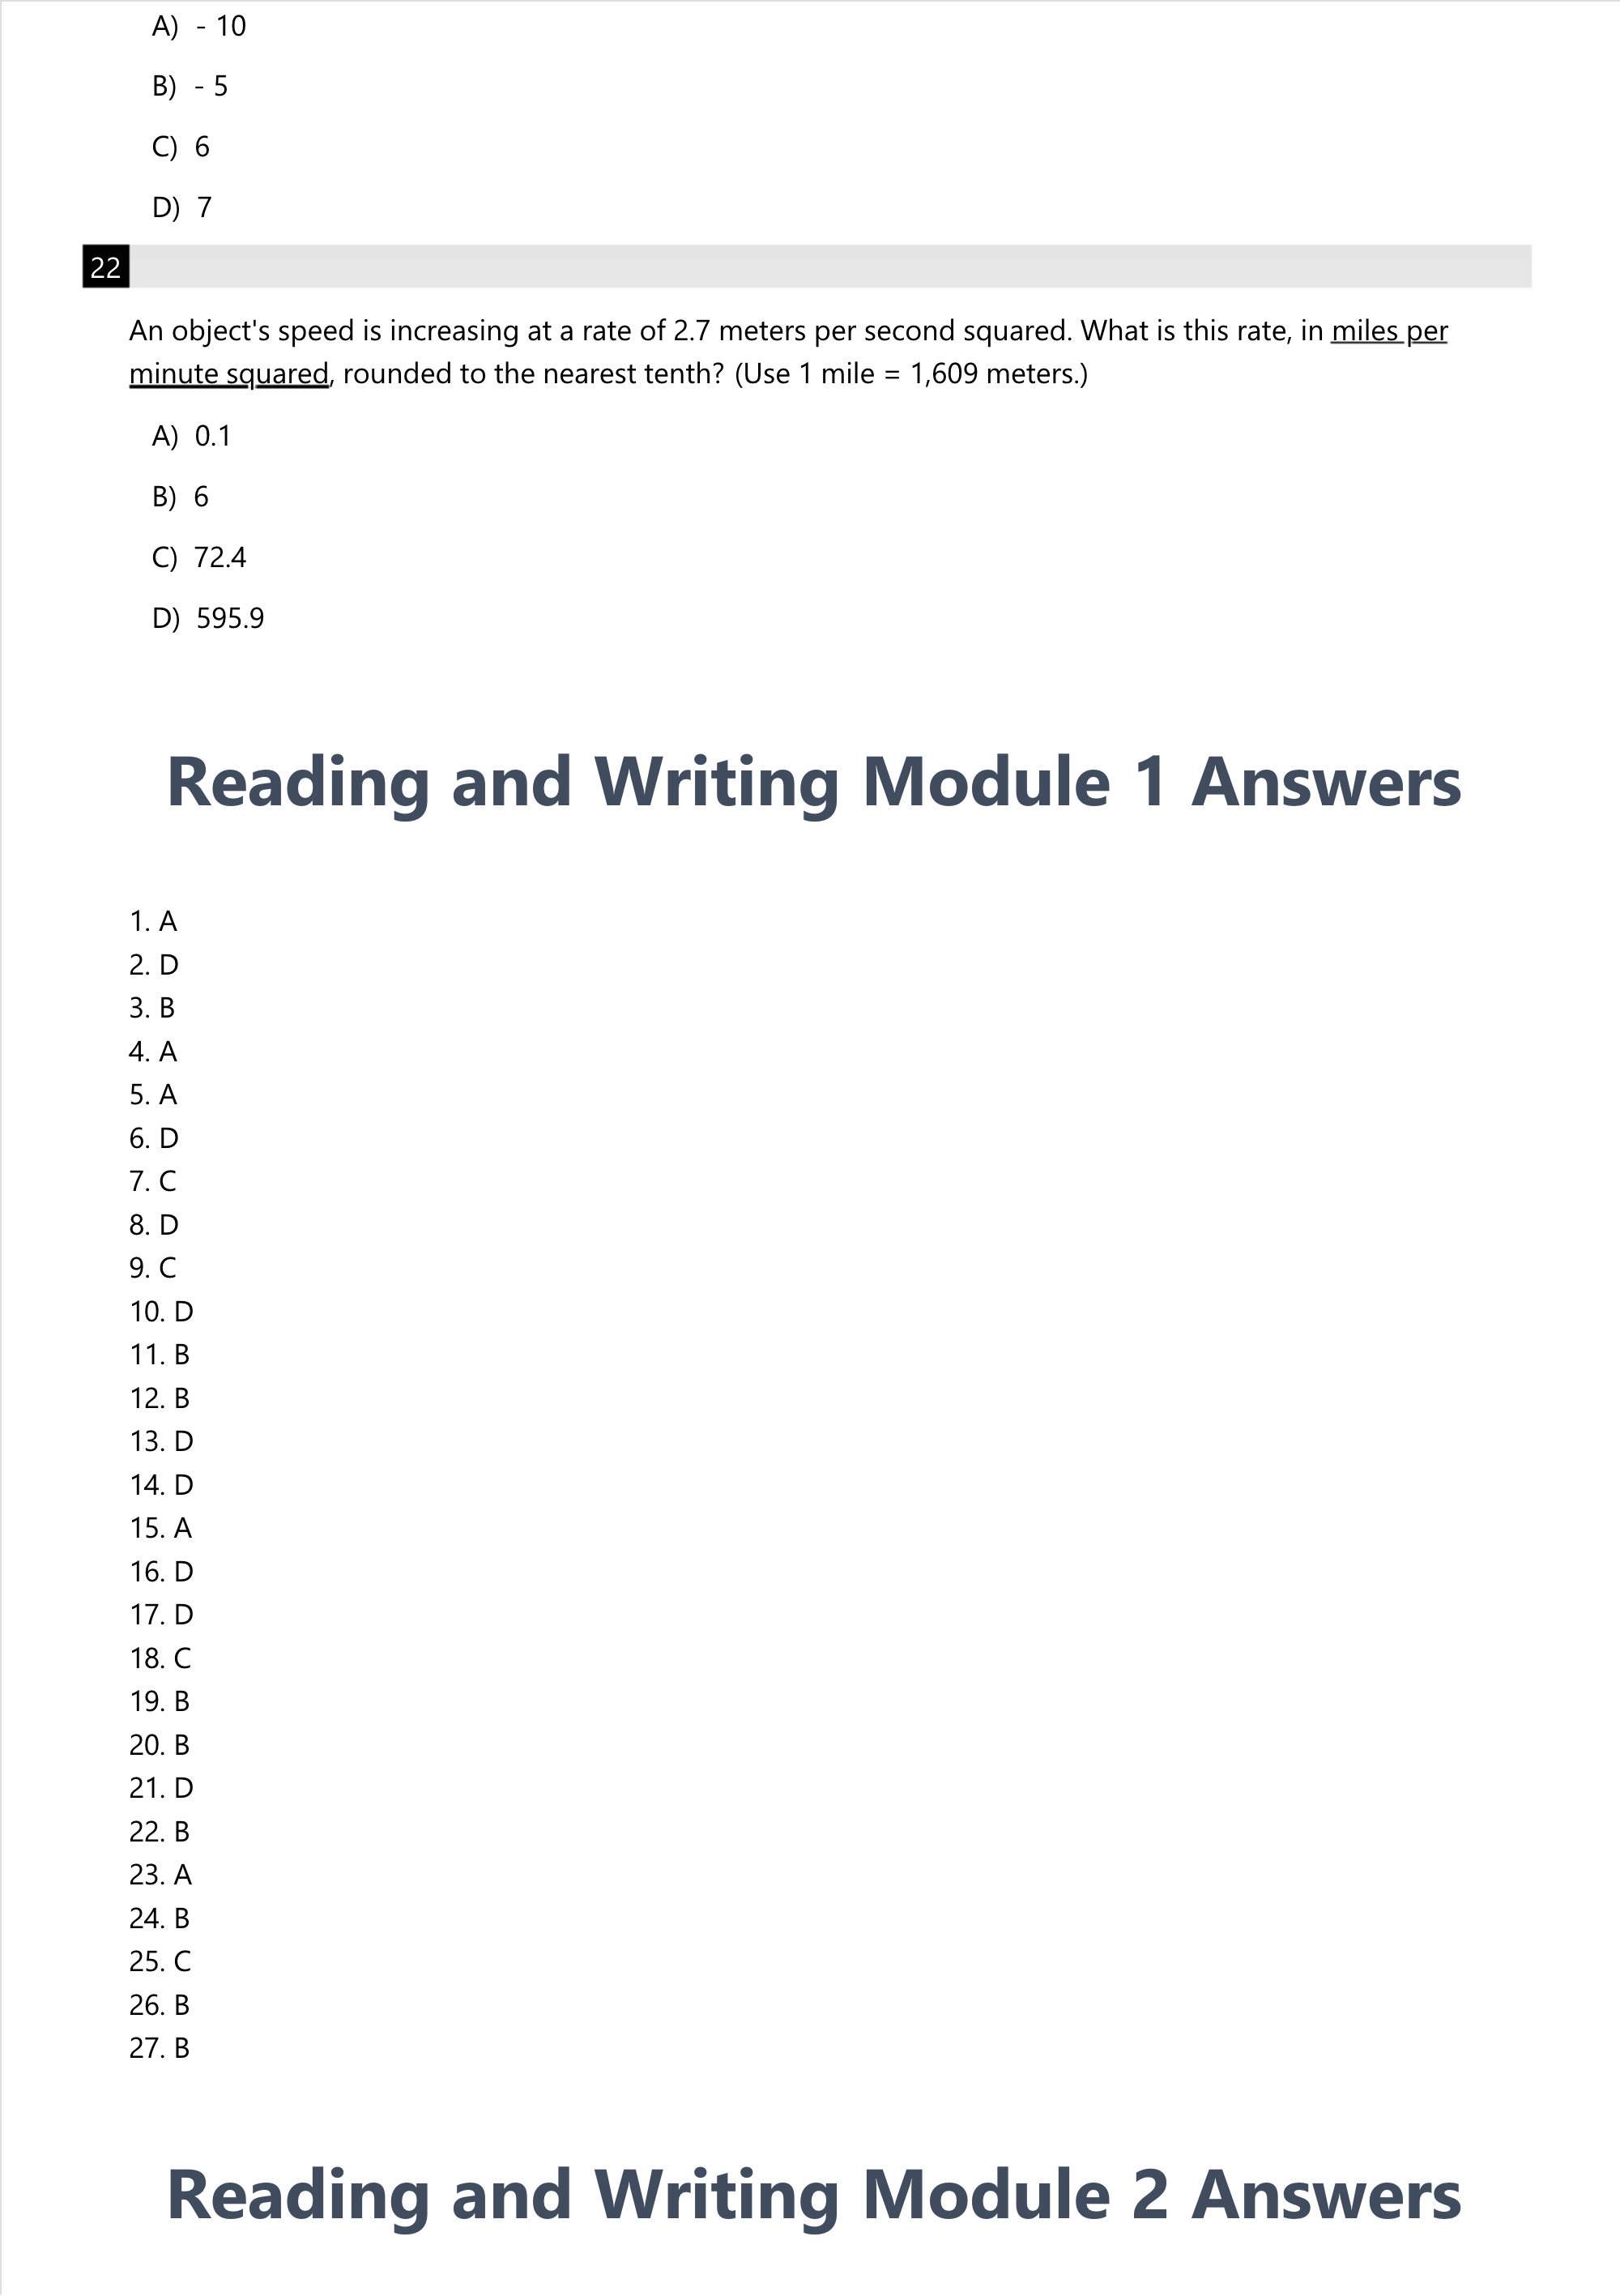 A) - 10
B) - 5
C) 6
D) 7
22
An object's speed is increasing at a rate of 2.7 meters per second squared. What is this rate, in miles per
minute squared, rounded to the nearest tenth? (Use 1 mile = 1,609 meters.)
A) 0.1
B) 6
C) 72.4
D) 595.9
Reading and Writing Module 1 Answers
1. A
2. D
3. B
4. A
5. A
6. D
7. C
8. D
9. C
10. D
11. B
12. B
13. D
14. D
15. A
16. D
17. D
18. C
19. B
20. B
21. D
22. B
23. A
24. B
25. C
26. B
27. B
Reading and Writing Module 2 Answers